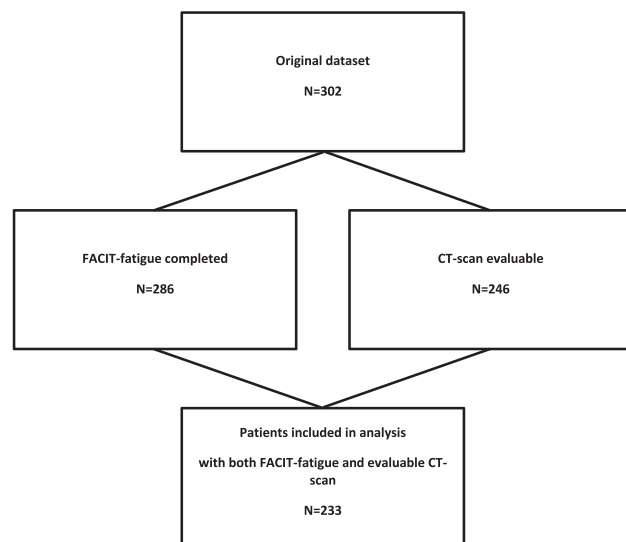 Original dataset
N=302
FACIT-fatigue completed
N=286
CT-scan evaluable
N=246
Patients included in analysis
with both FACIT-fatigue and evaluable CT-
scan
N=233